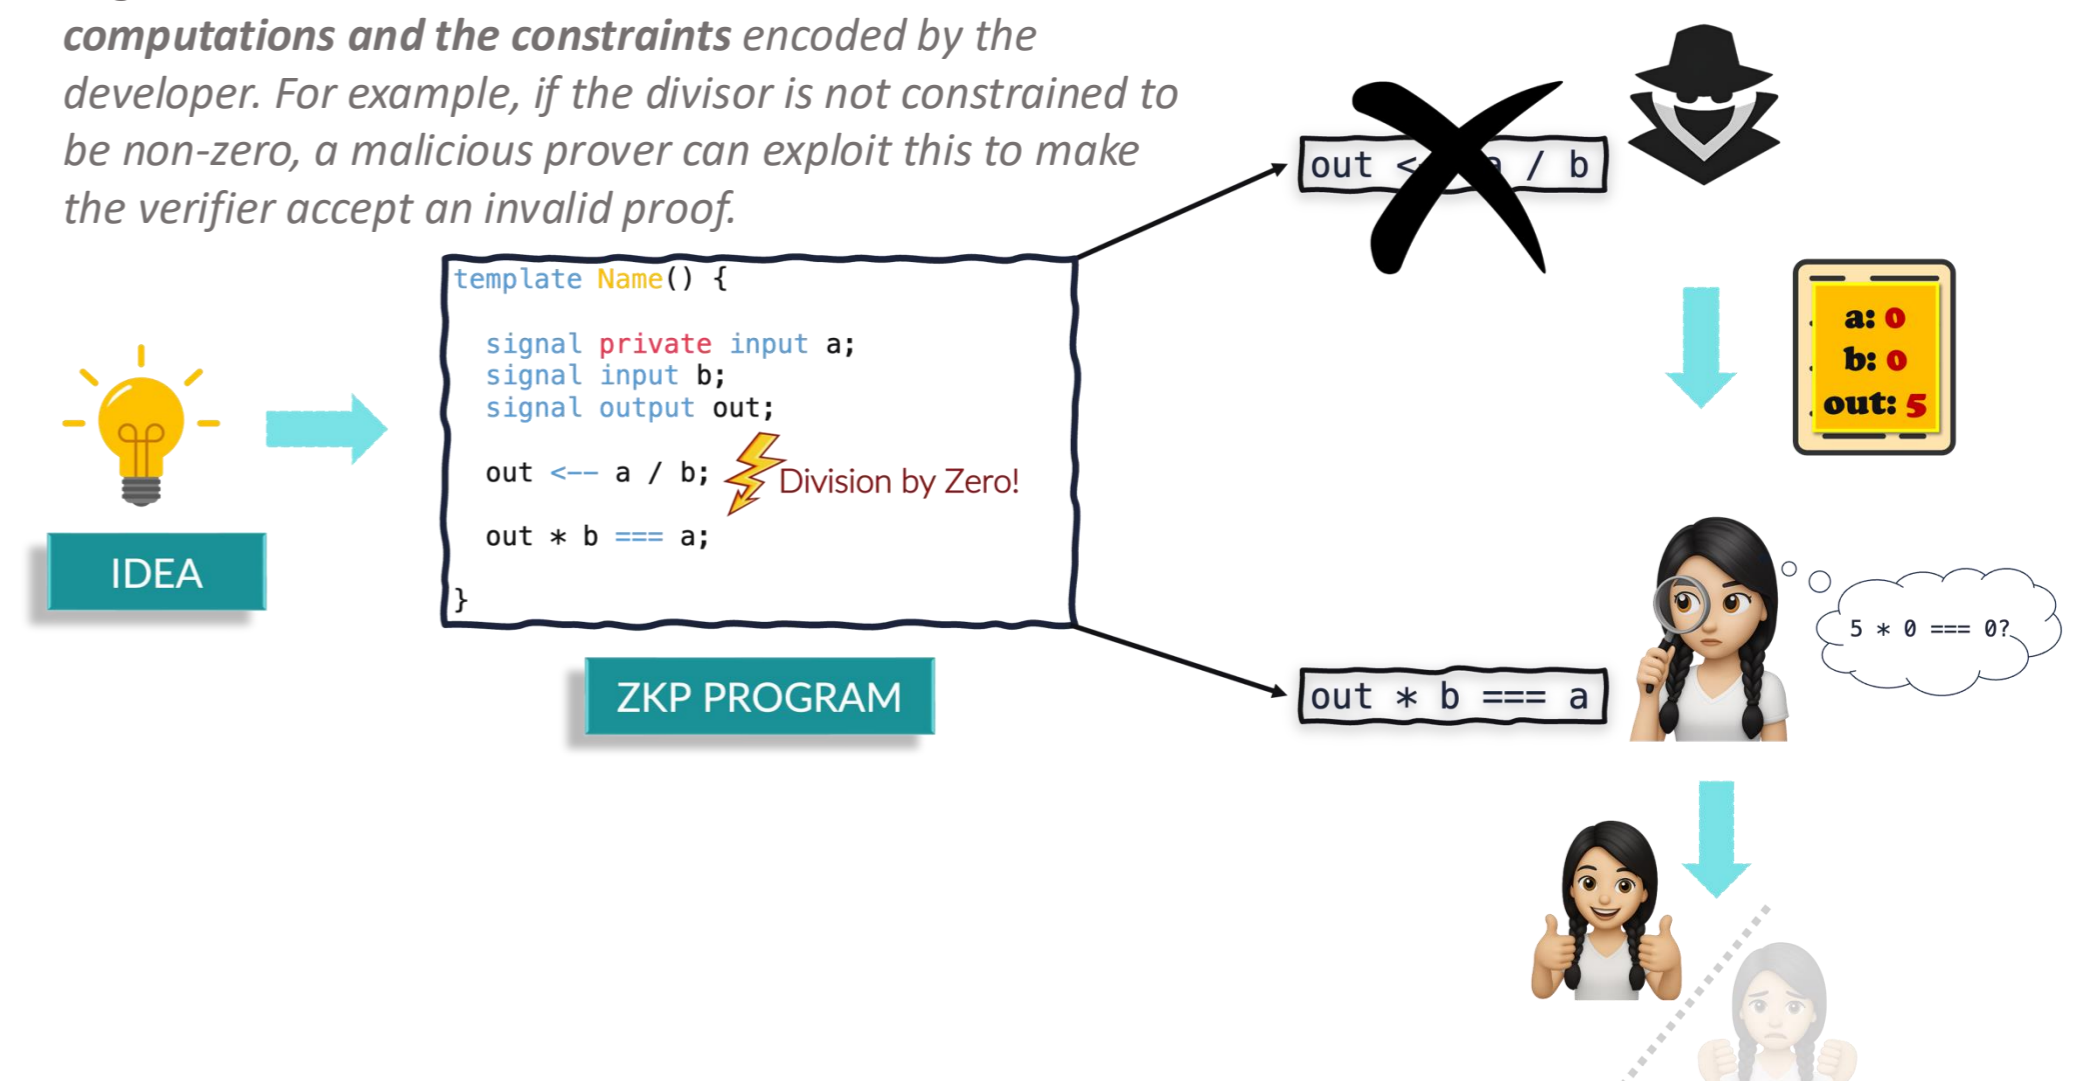 computations and the constraints encoded by the
developer. For example, if the divisor is not constrained to
be non-zero, a malicious prover can exploit this to make
the verifier accept an invalid proof.
template Name() {
signal private input a;
signal input b;
signal output out;
out <-- a / b;
Division by Zero!
out * b === a;
}
IDEA
ZKP PROGRAM
out < a / b
a: 0
b: 0
out: 5
out * b === a
5 * 0 === 0?